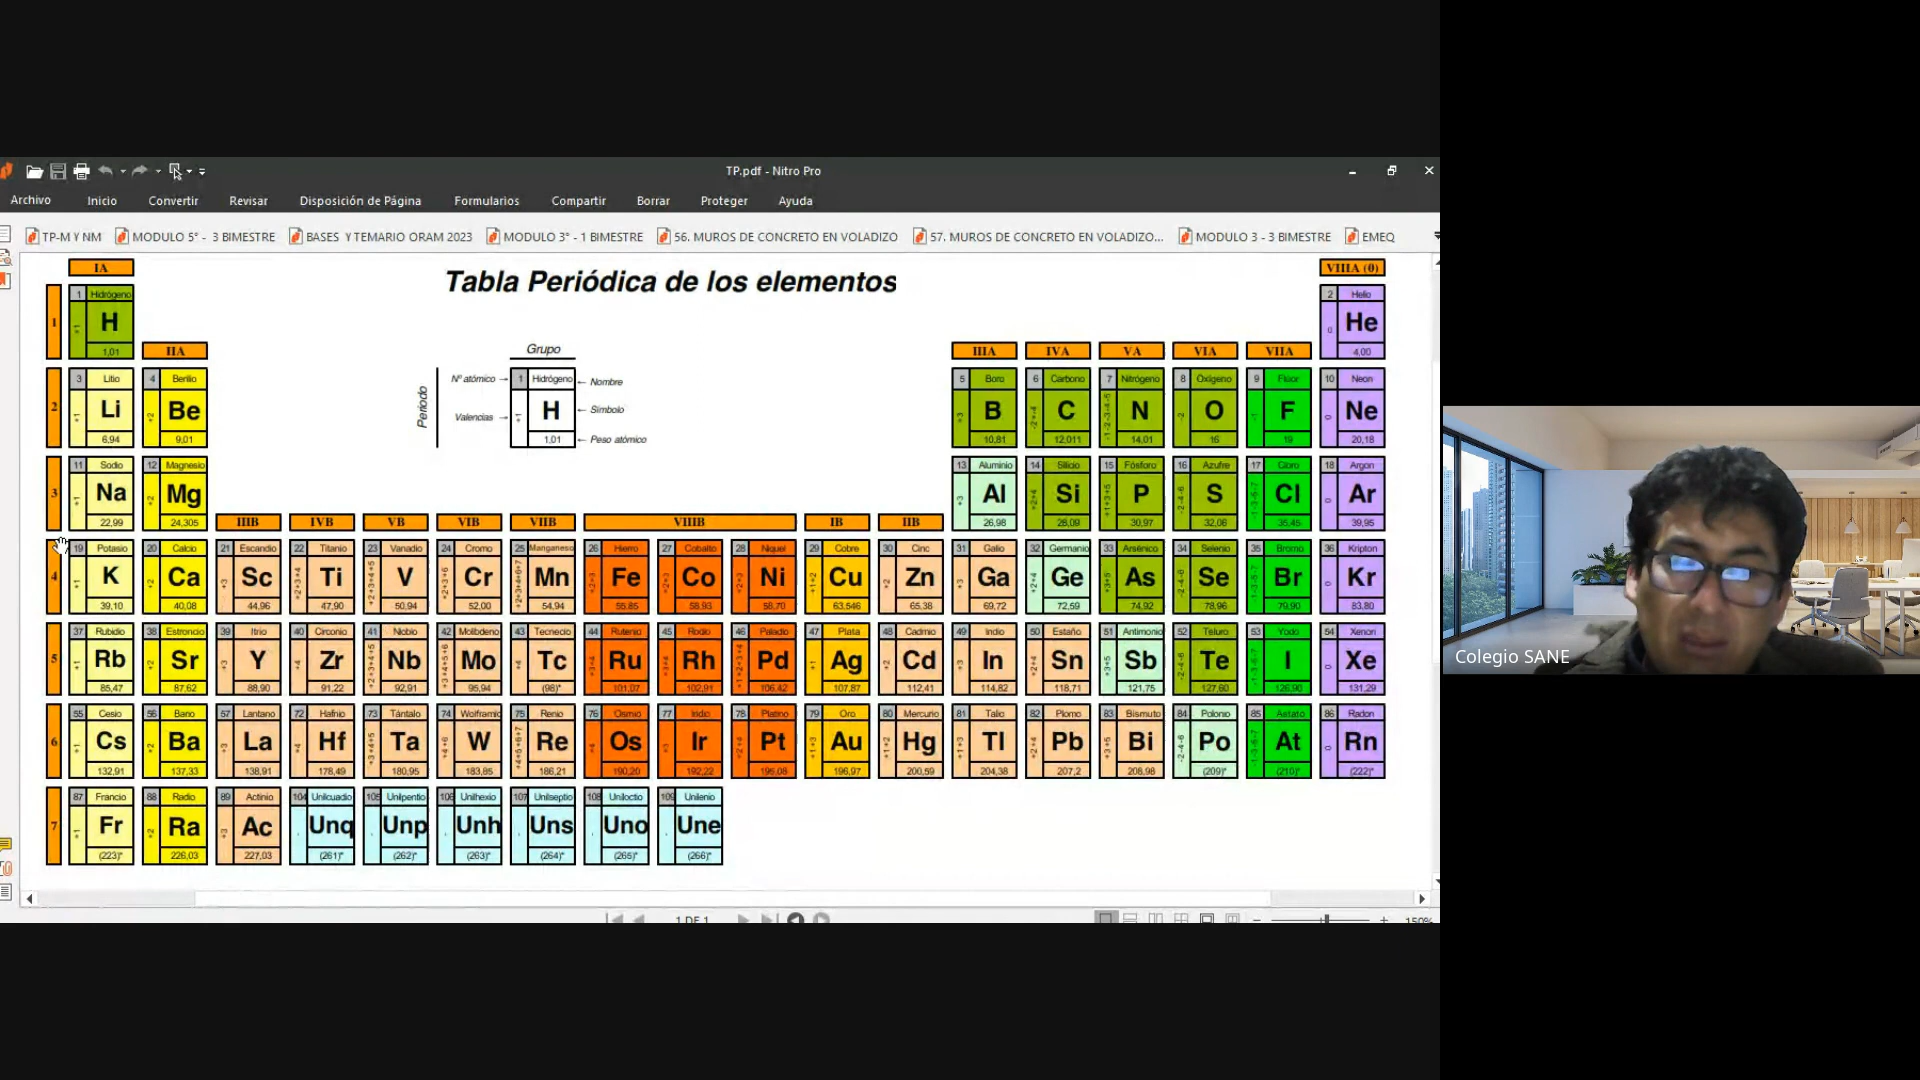 TP.pdf - Nitro Pro
Archivo Inicio Convertir Revisar Disposición de Página Formularios Compartir Borrar Proteger Ayuda
TP-M Y NM MODULO 5° - 3 BIMESTRE BASES Y TEMARIO ORAM 2023 MODULO 3° - 1 BIMESTRE 56. MUROS DE CONCRETO EN VOLADIZO 57. MUROS DE CONCRETO EN VOLADIZO... MODULO 3 - 3 BIMESTRE EMEQ
Tabla Periódica de los elementos
IA VIIIA (0)
1 Hidrógeno 2 Helio
1 H He
+1 0
1,01 4,00
IIA Grupo IIIA IVA VA VIA VIIA
Periodo
Nº atómico → 1 Hidrógeno ← Nombre
Valencias → +1 H ← Símbolo
1,01 ← Peso atómico
3 Litio 4 Berilio 5 Boro 6 Carbono 7 Nitrógeno 8 Oxígeno 9 Flúor 10 Neon
2 Li Be B C N O F Ne
6,94 9,01 10,81 12,011 14,01 16 19 20,18
11 Sodio 12 Magnesio 13 Aluminio 14 Silicio 15 Fósforo 16 Azufre 17 Cloro 18 Argon
3 Na Mg Al Si P S Cl Ar
22,99 24,305 26,98 28,09 30,97 32,06 35,45 39,95
IIIB IVB VB VIB VIIB VIIIB IB IIB
19 Potasio 20 Calcio 21 Escandio 22 Titanio 23 Vanadio 24 Cromo 25 Manganeso 26 Hierro 27 Cobalto 28 Niquel 29 Cobre 30 Cinc 31 Galio 32 Germanio 33 Arsénico 34 Selenio 35 Bromo 36 Kripton
4 K Ca Sc Ti V Cr Mn Fe Co Ni Cu Zn Ga Ge As Se Br Kr
39,10 40,08 44,96 47,90 50,94 52,00 54,94 55,85 58,93 58,70 63,546 65,38 69,72 72,59 74,92 78,96 79,90 83,80
37 Rubidio 38 Estroncio 39 Itrio 40 Circonio 41 Niobio 42 Molibdeno 43 Tecnecio 44 Rutenio 45 Rodio 46 Paladio 47 Plata 48 Cadmio 49 Indio 50 Estaño 51 Antimonio 52 Teluro 53 Yodo 54 Xenon
5 Rb Sr Y Zr Nb Mo Tc Ru Rh Pd Ag Cd In Sn Sb Te I Xe
85,47 87,62 88,90 91,22 92,91 95,94 (98)* 101,07 102,91 106,42 107,87 112,41 114,82 118,71 121,75 127,60 126,90 131,29
55 Cesio 56 Bario 57 Lantano 72 Hafnio 73 Tántalo 74 Wolframio 75 Renio 76 Osmio 77 Iridio 78 Platino 79 Oro 80 Mercurio 81 Talio 82 Plomo 83 Bismuto 84 Polonio 85 Astato 86 Radon
6 Cs Ba La Hf Ta W Re Os Ir Pt Au Hg Tl Pb Bi Po At Rn
132,91 137,33 138,91 178,49 180,95 183,85 186,21 190,20 192,22 195,08 196,97 200,59 204,38 207,2 208,98 (209)* (210)* (222)*
87 Francio 88 Radio 89 Actinio 104 Unilcuadio 105 Unilpentio 106 Unilhexio 107 Unilseptio 108 Uniloctio 109 Unilenio
7 Fr Ra Ac Unq Unp Unh Uns Uno Une
(223)* 226,03 227,03 (261)* (262)* (263)* (264)* (265)* (266)*
1 DE 1 150%
Colegio SANE